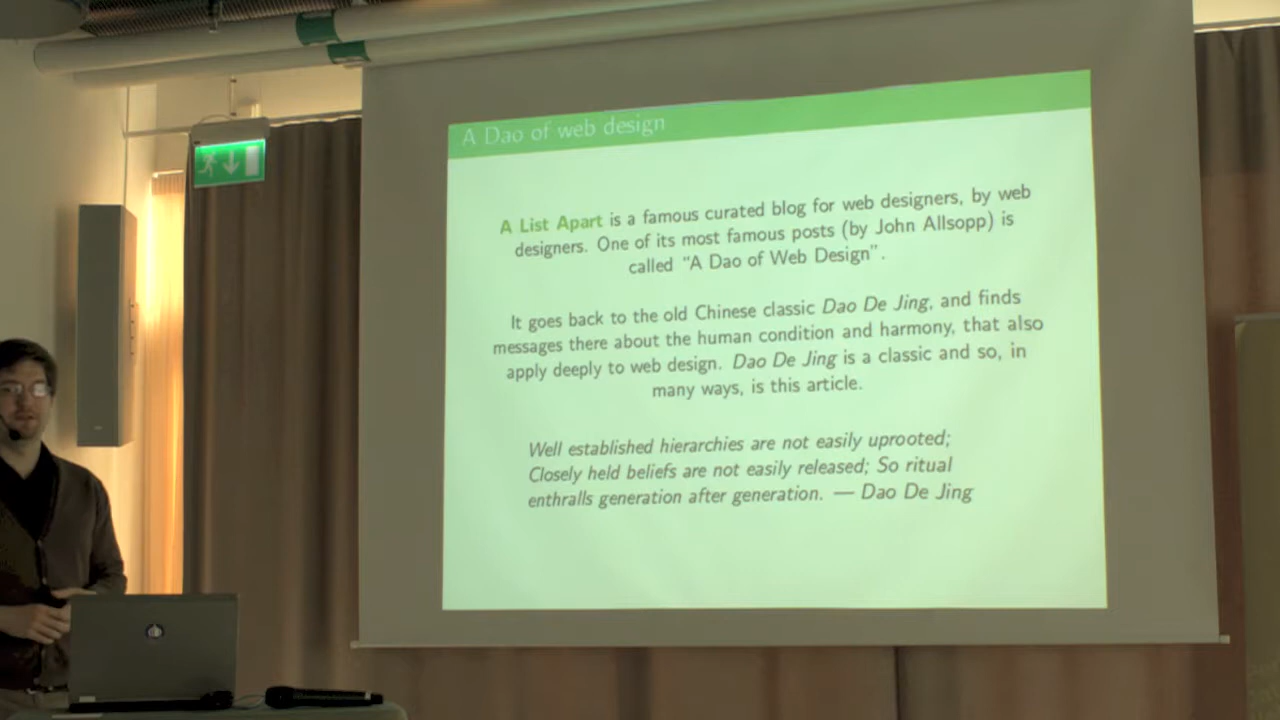 A Dao of web design
A List Apart is a famous curated blog for web designers, by web
designers. One of its most famous posts (by John Allsopp) is
called “A Dao of Web Design”.
It goes back to the old Chinese classic Dao De Jing, and finds
messages there about the human condition and harmony, that also
apply deeply to web design. Dao De Jing is a classic and so, in
many ways, is this article.
Well established hierarchies are not easily uprooted;
Closely held beliefs are not easily released; So ritual
enthralls generation after generation. — Dao De Jing